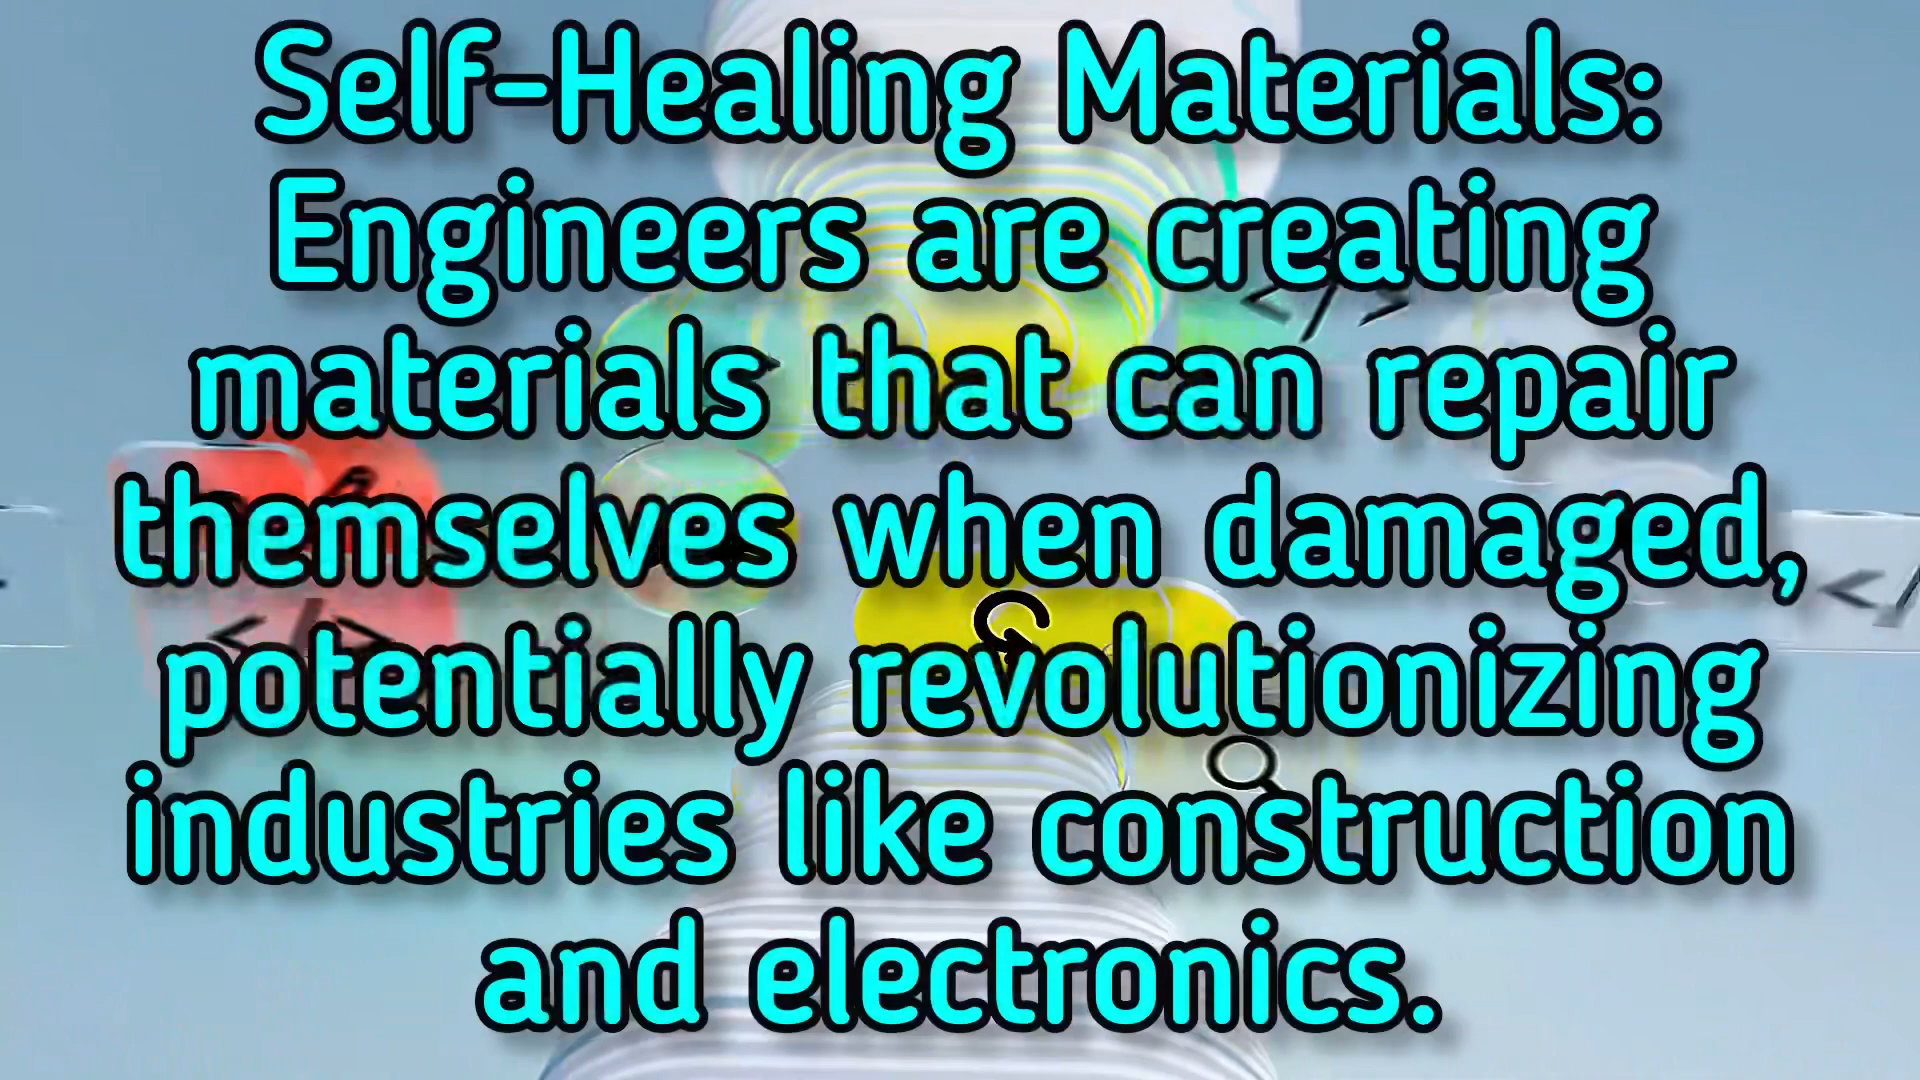 Self-Healing Materials:
Engineers are creating
materials that can repair
themselves when damaged,
potentially revolutionizing
industries like construction
and electronics.